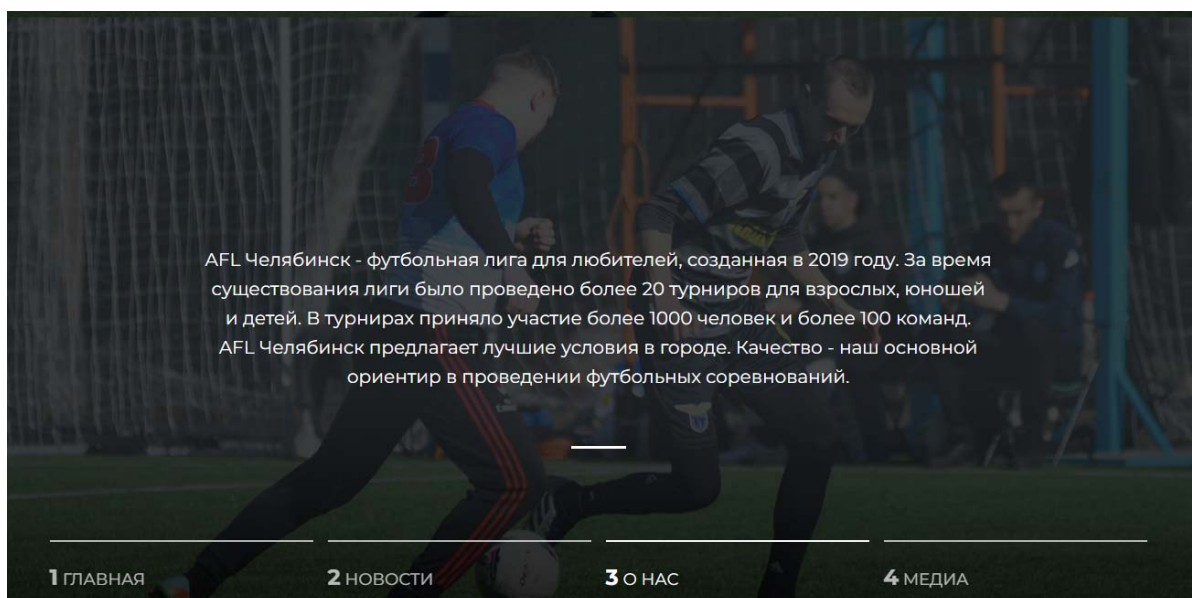 AFL Челябинск - футбольная лига для любителей, созданная в 2019 году. За время
существования лиги было проведено более 20 турниров для взрослых, юношей
и детей. В турнирах приняло участие более 1000 человек и более 100 команд.
AFL Челябинск предлагает лучшие условия в городе. Качество - наш основной
ориентир в проведении футбольных соревнований.
1 ГЛАВНАЯ
2 НОВОСТИ
3 О НАС
4 МЕДИА